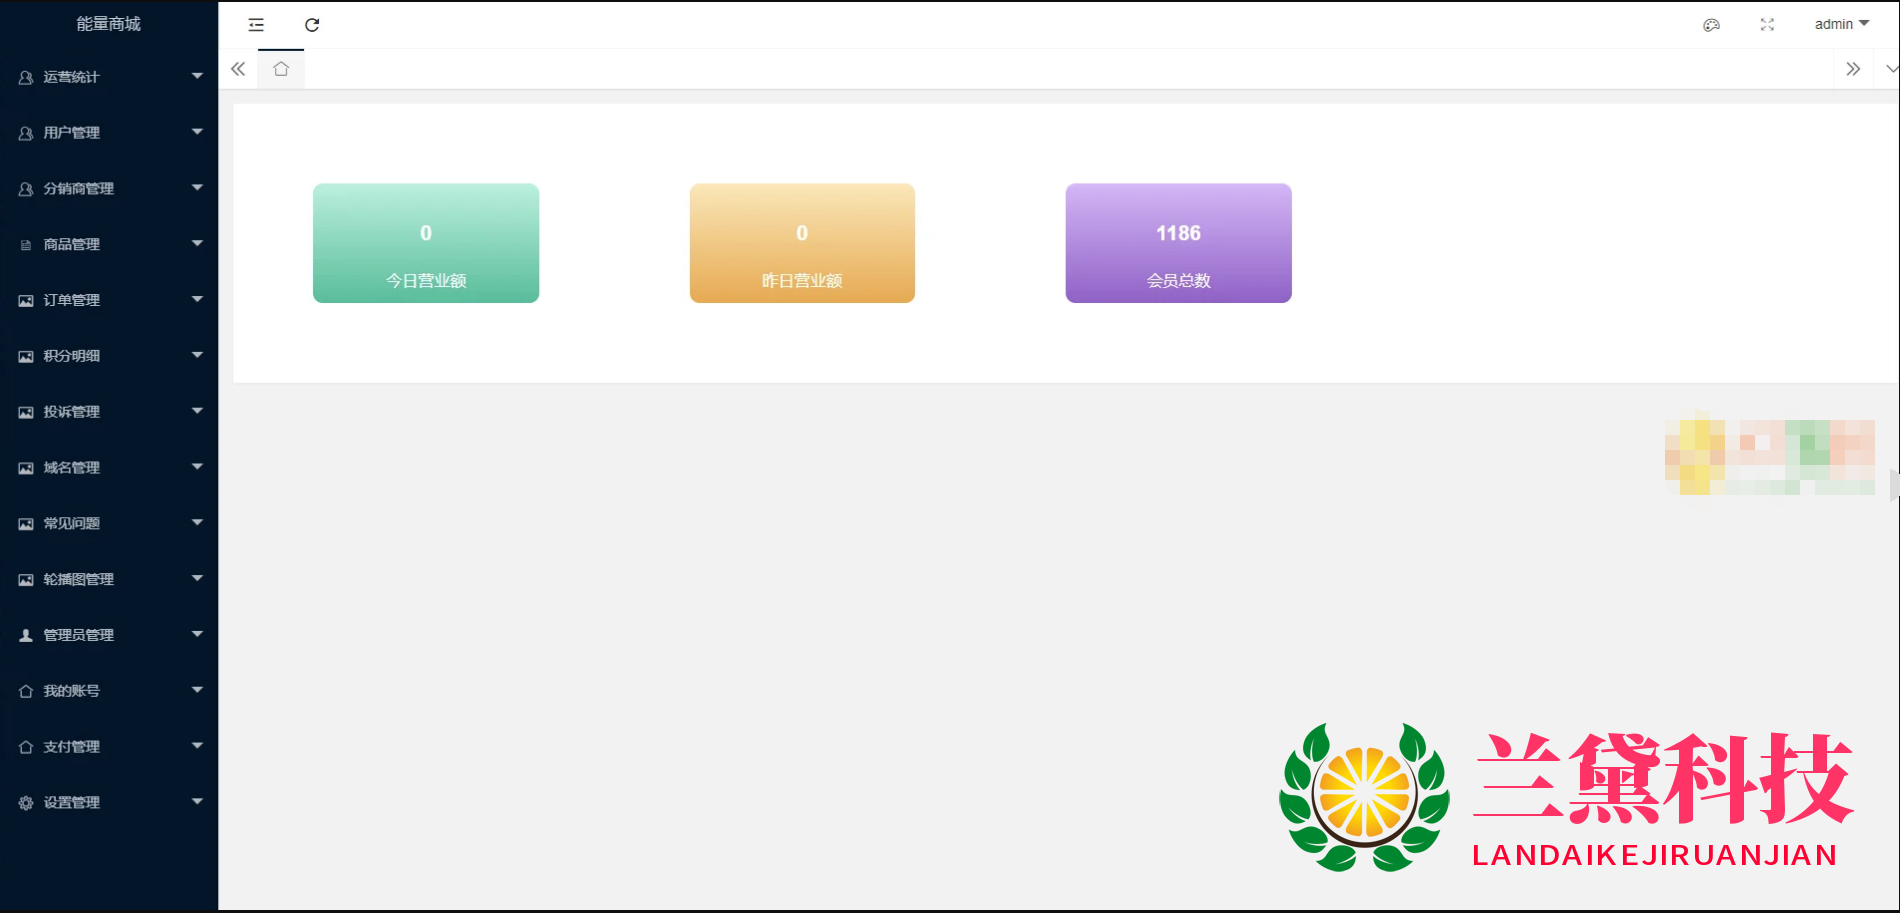 能量商城
admin
运营统计
用户管理
分销商管理
商品管理
订单管理
积分明细
投诉管理
域名管理
常见问题
轮播图管理
管理员管理
我的账号
支付管理
设置管理
0
今日营业额
0
昨日营业额
1186
会员总数
兰黛科技
LANDAIKEJIRUANJIAN